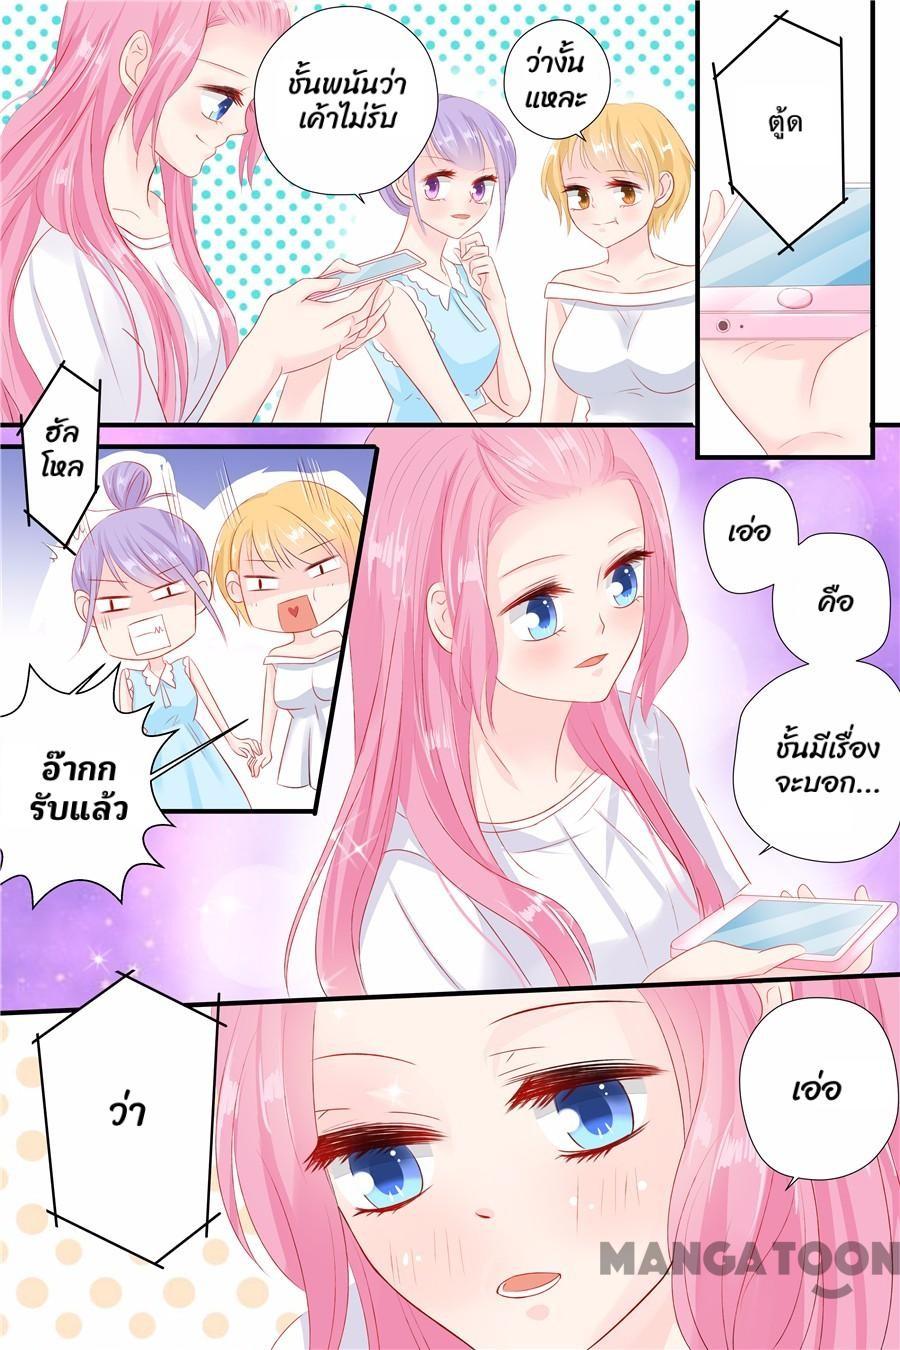 ชั้นพนันว่า
เค้าไม่รับ
ว่างั้น
แหละ
ตู้ด
ฮัล
โหล
อ๊ากก
รับแล้ว
เอ่อ
คือ
ชั้นมีเรื่อง
จะบอก...
ว่า
เอ่อ
MANGATOON